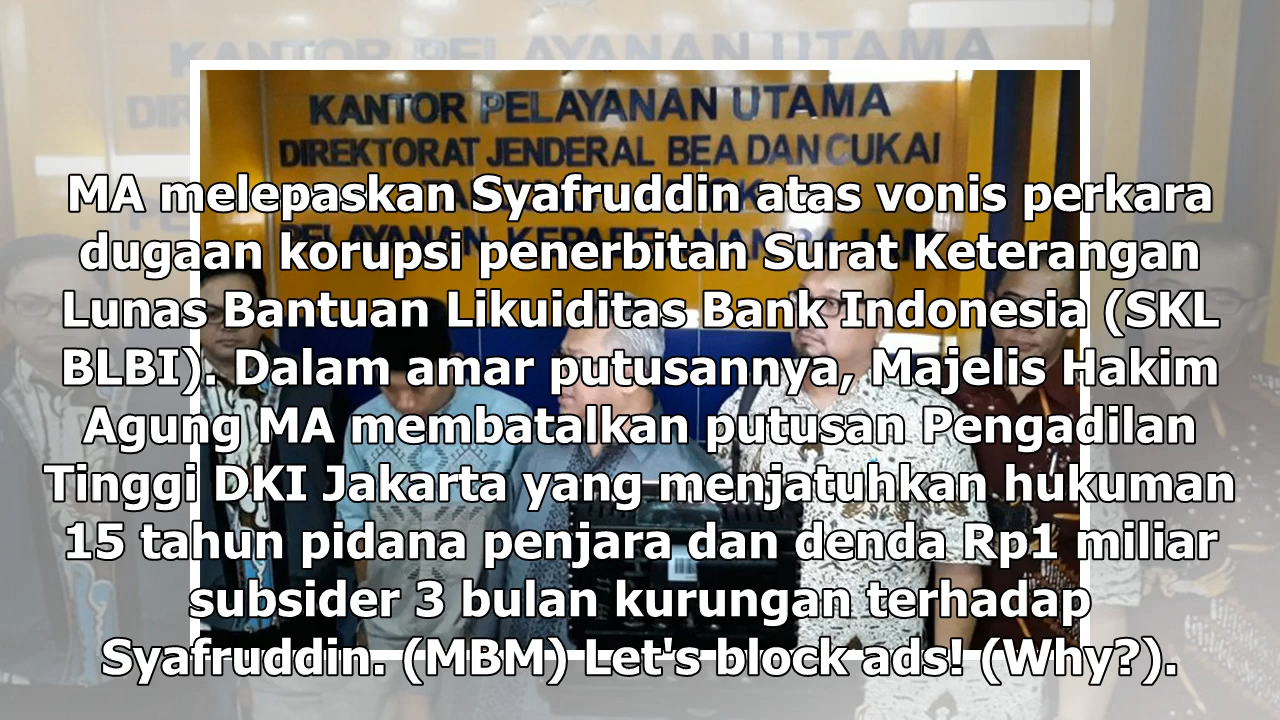 KANTOR PELAYANAN UTAMA
DIREKTORAT JENDERAL BEA DAN CUKAI
MA melepaskan Syafruddin atas vonis perkara
dugaan korupsi penerbitan Surat Keterangan
Lunas Bantuan Likuiditas Bank Indonesia (SKL
BLBI). Dalam amar putusannya, Majelis Hakim
Agung MA membatalkan putusan Pengadilan
Tinggi DKI Jakarta yang menjatuhkan hukuman
15 tahun pidana penjara dan denda Rp1 miliar
subsider 3 bulan kurungan terhadap
Syafruddin. (MBM) Let's block ads! (Why?).